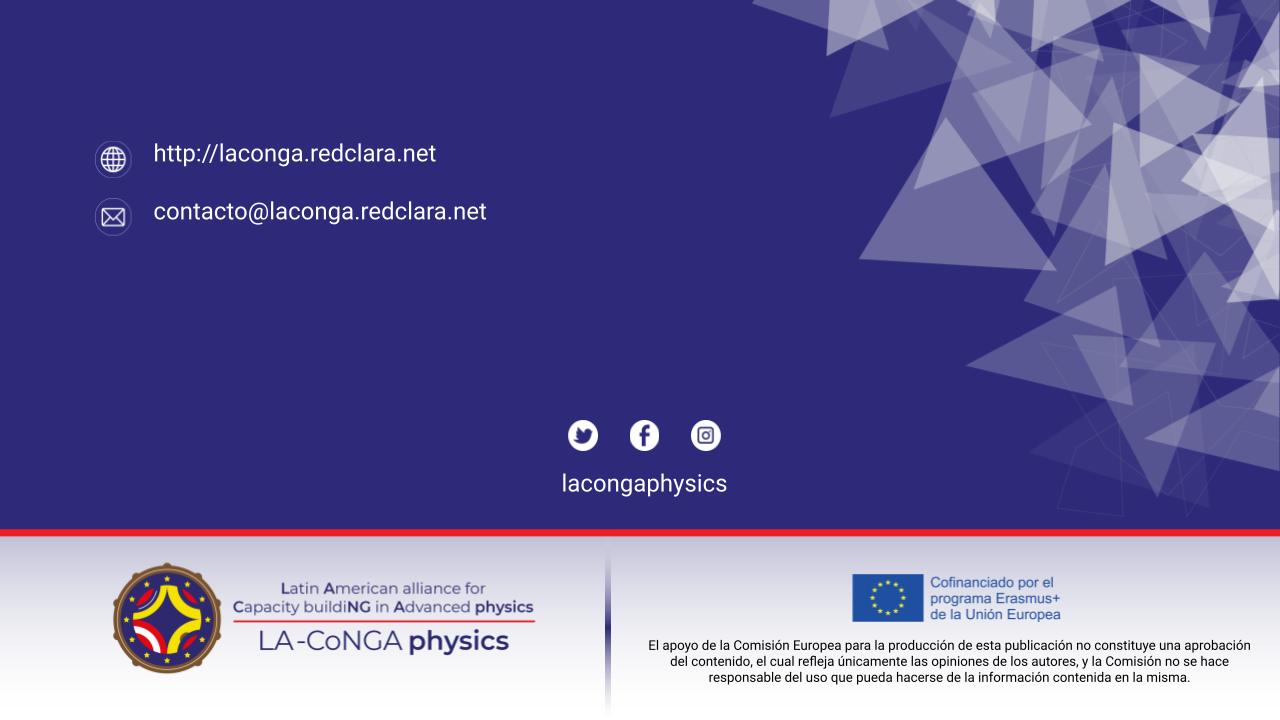 http://laconga.redclara.net
contacto@laconga.redclara.net
lacongaphysics
Latin American alliance for
Capacity buildiNG in Advanced physics
LA-CoNGA physics
Cofinanciado por el
programa Erasmus+
de la Unión Europea
El apoyo de la Comisión Europea para la producción de esta publicación no constituye una aprobación
del contenido, el cual refleja únicamente las opiniones de los autores, y la Comisión no se hace
responsable del uso que pueda hacerse de la información contenida en la misma.